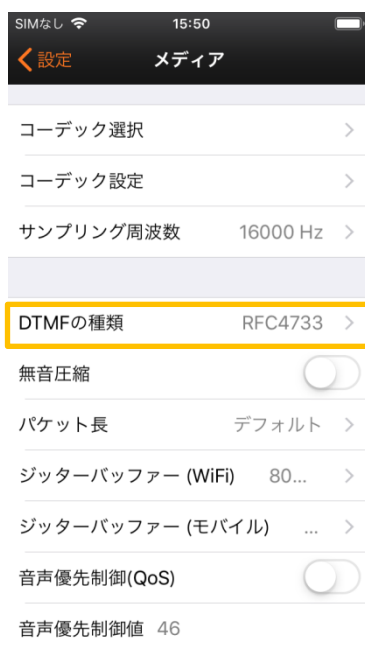 SIMなし 15:50
設定 メディア
コーデック選択
コーデック設定
サンプリング周波数 16000 Hz
DTMFの種類 RFC4733
無音圧縮
パケット長 デフォルト
ジッターバッファー (WiFi) 80...
ジッターバッファー (モバイル) ...
音声優先制御(QoS)
音声優先制御値 46